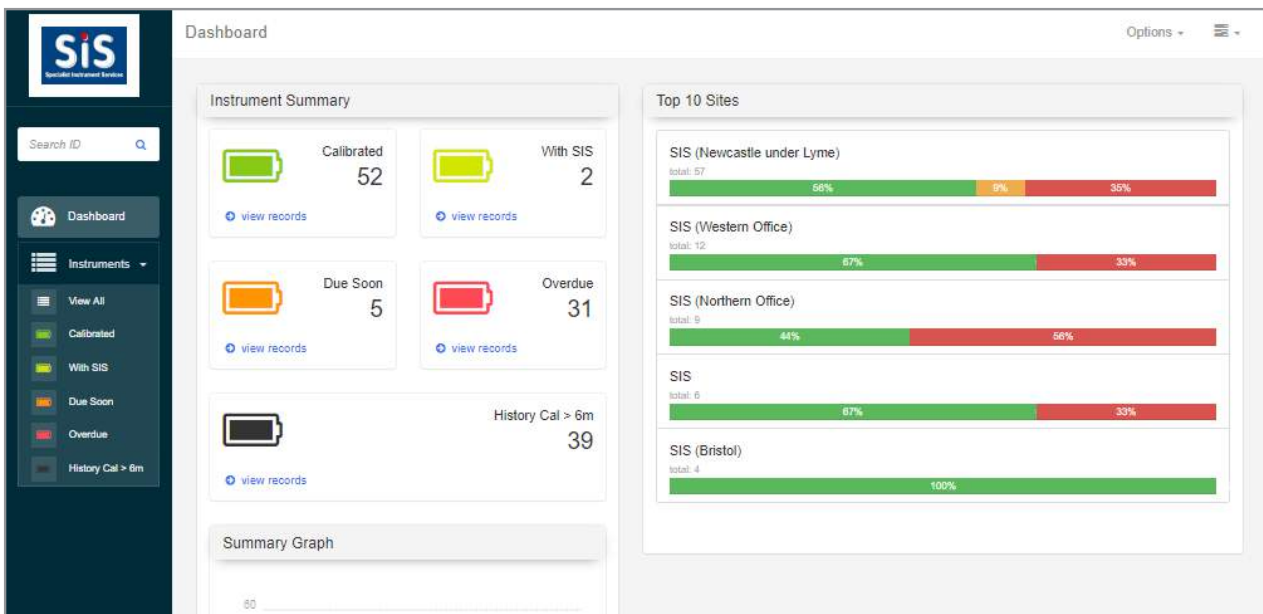 SiS
Specialist Instrument Services
Dashboard
Options
Search ID
Dashboard
Instruments
View All
Calibrated
With SIS
Due Soon
Overdue
History Cal > 6m
Instrument Summary
Calibrated
52
view records
With SIS
2
view records
Due Soon
5
view records
Overdue
31
view records
History Cal > 6m
39
view records
Summary Graph
60
Top 10 Sites
SIS (Newcastle under Lyme)
total: 57
56% 9% 35%
SIS (Western Office)
total: 12
67% 33%
SIS (Northern Office)
total: 9
44% 56%
SIS
total: 6
67% 33%
SIS (Bristol)
total: 4
100%